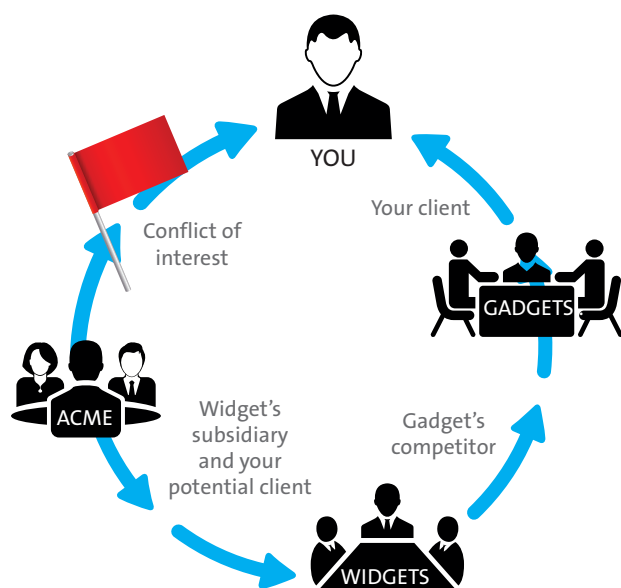 YOU
Conflict of
interest
Your client
GADGETS
ACME
Widget's
subsidiary
and your
potential client
Gadget's
competitor
WIDGETS